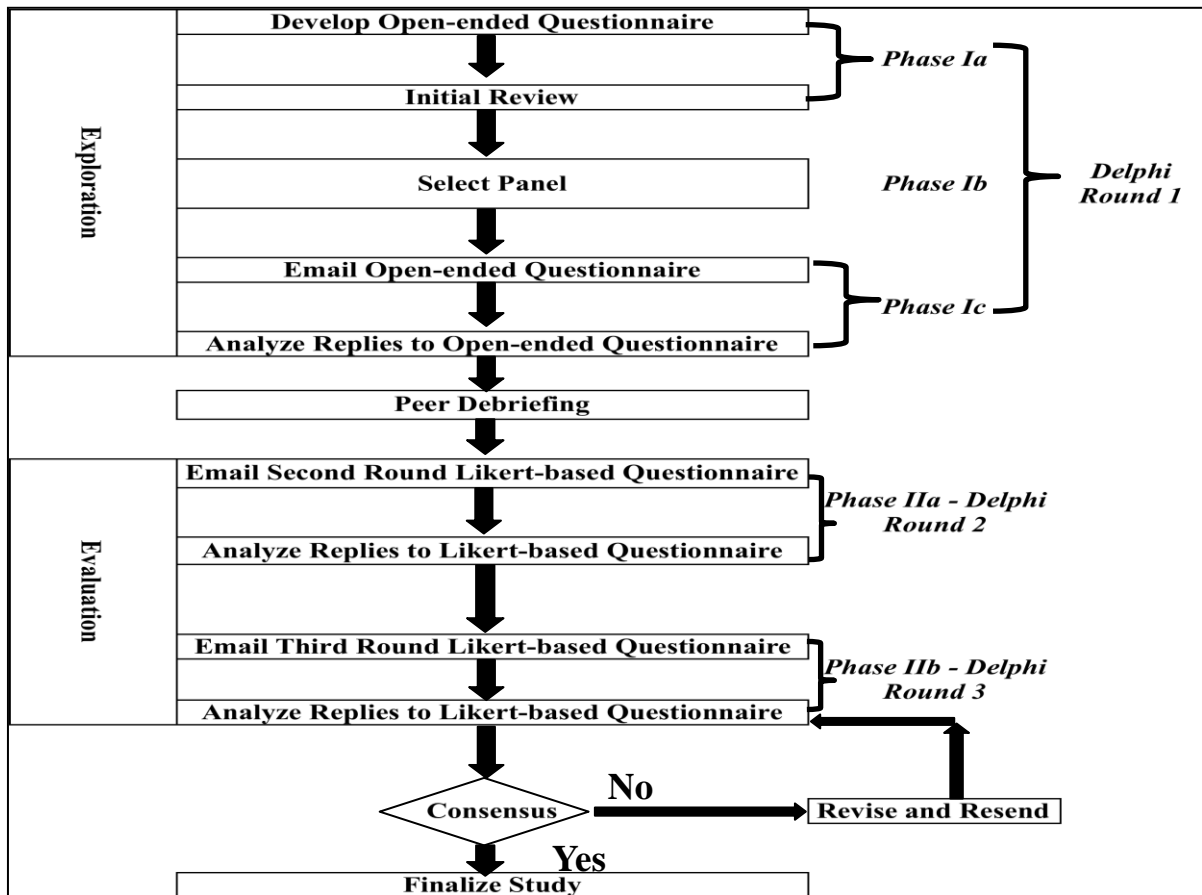 Develop Open-ended Questionnaire
Phase Ia
Initial Review
Exploration
Select Panel
Phase Ib
Delphi
Round 1
Email Open-ended Questionnaire
Phase Ic
Analyze Replies to Open-ended Questionnaire
Peer Debriefing
Email Second Round Likert-based Questionnaire
Phase IIa - Delphi
Round 2
Analyze Replies to Likert-based Questionnaire
Evaluation
Email Third Round Likert-based Questionnaire
Phase IIb - Delphi
Round 3
Analyze Replies to Likert-based Questionnaire
Consensus
No
Revise and Resend
Yes
Finalize Study